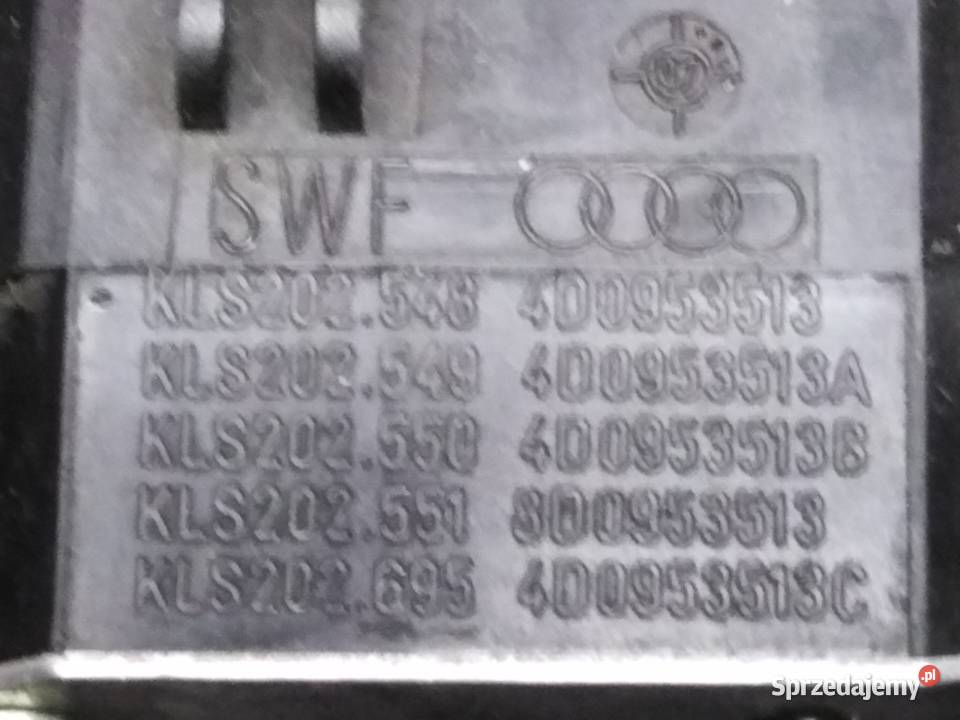 SWF
KLS202.548 4D0953513
KLS202.549 4D0953513A
KLS202.550 4D0953513B
KLS202.551 8D0953513
KLS202.695 4D0953513C
Sprzedajemy.pl